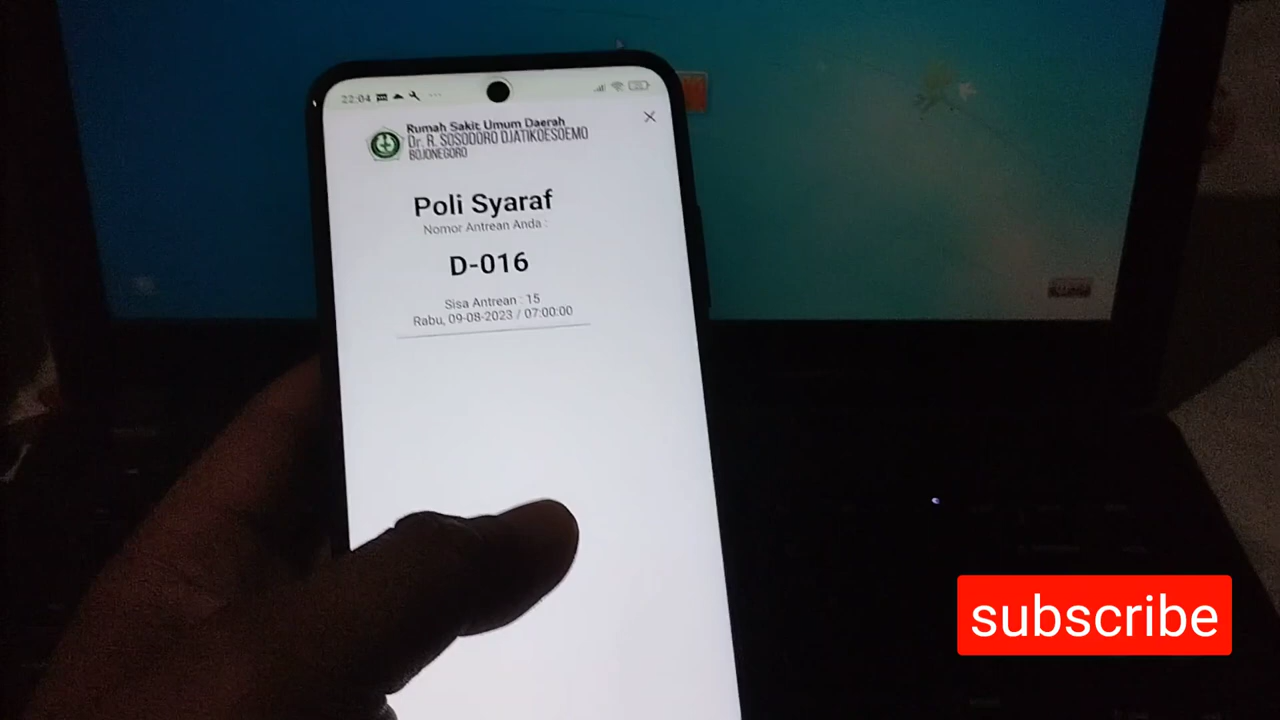 22:04
Rumah Sakit Umum Daerah
Dr. R. SOSODORO DJATIKOESOEMO
BOJONEGORO
Poli Syaraf
Nomor Antrean Anda :
D-016
Sisa Antrean : 15
Rabu, 09-08-2023 / 07:00:00
subscribe